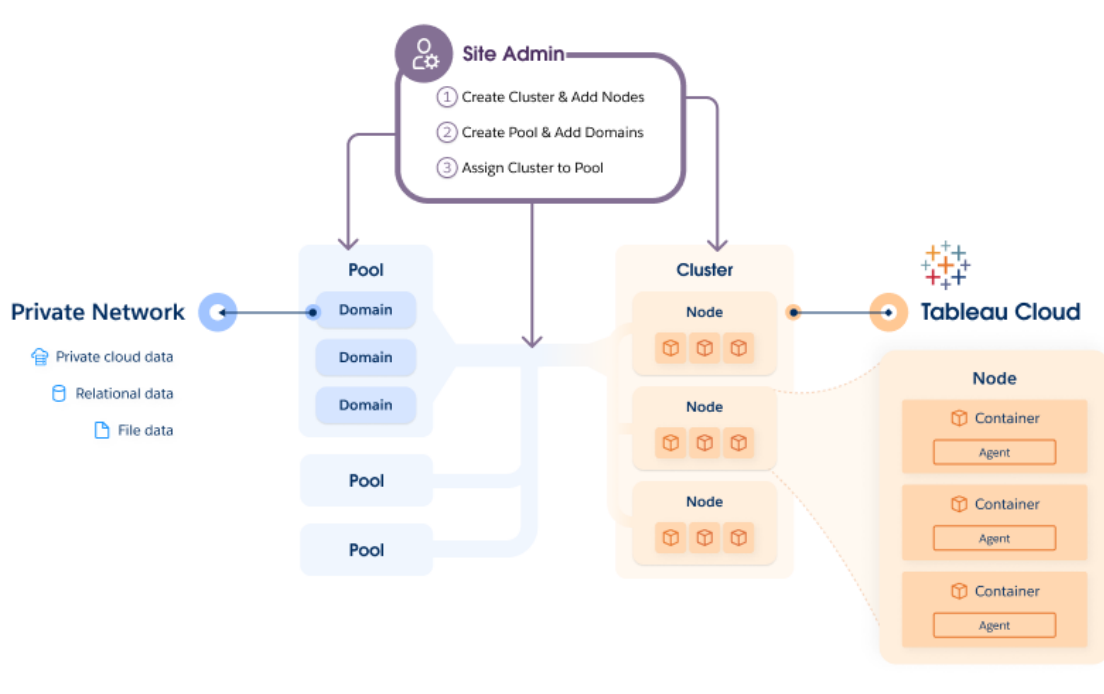 Site Admin
1 Create Cluster & Add Nodes
2 Create Pool & Add Domains
3 Assign Cluster to Pool
Private Network
Private cloud data
Relational data
File data
Pool
Domain
Domain
Domain
Pool
Pool
Cluster
Node
Node
Node
Tableau Cloud
Node
Container
Agent
Container
Agent
Container
Agent